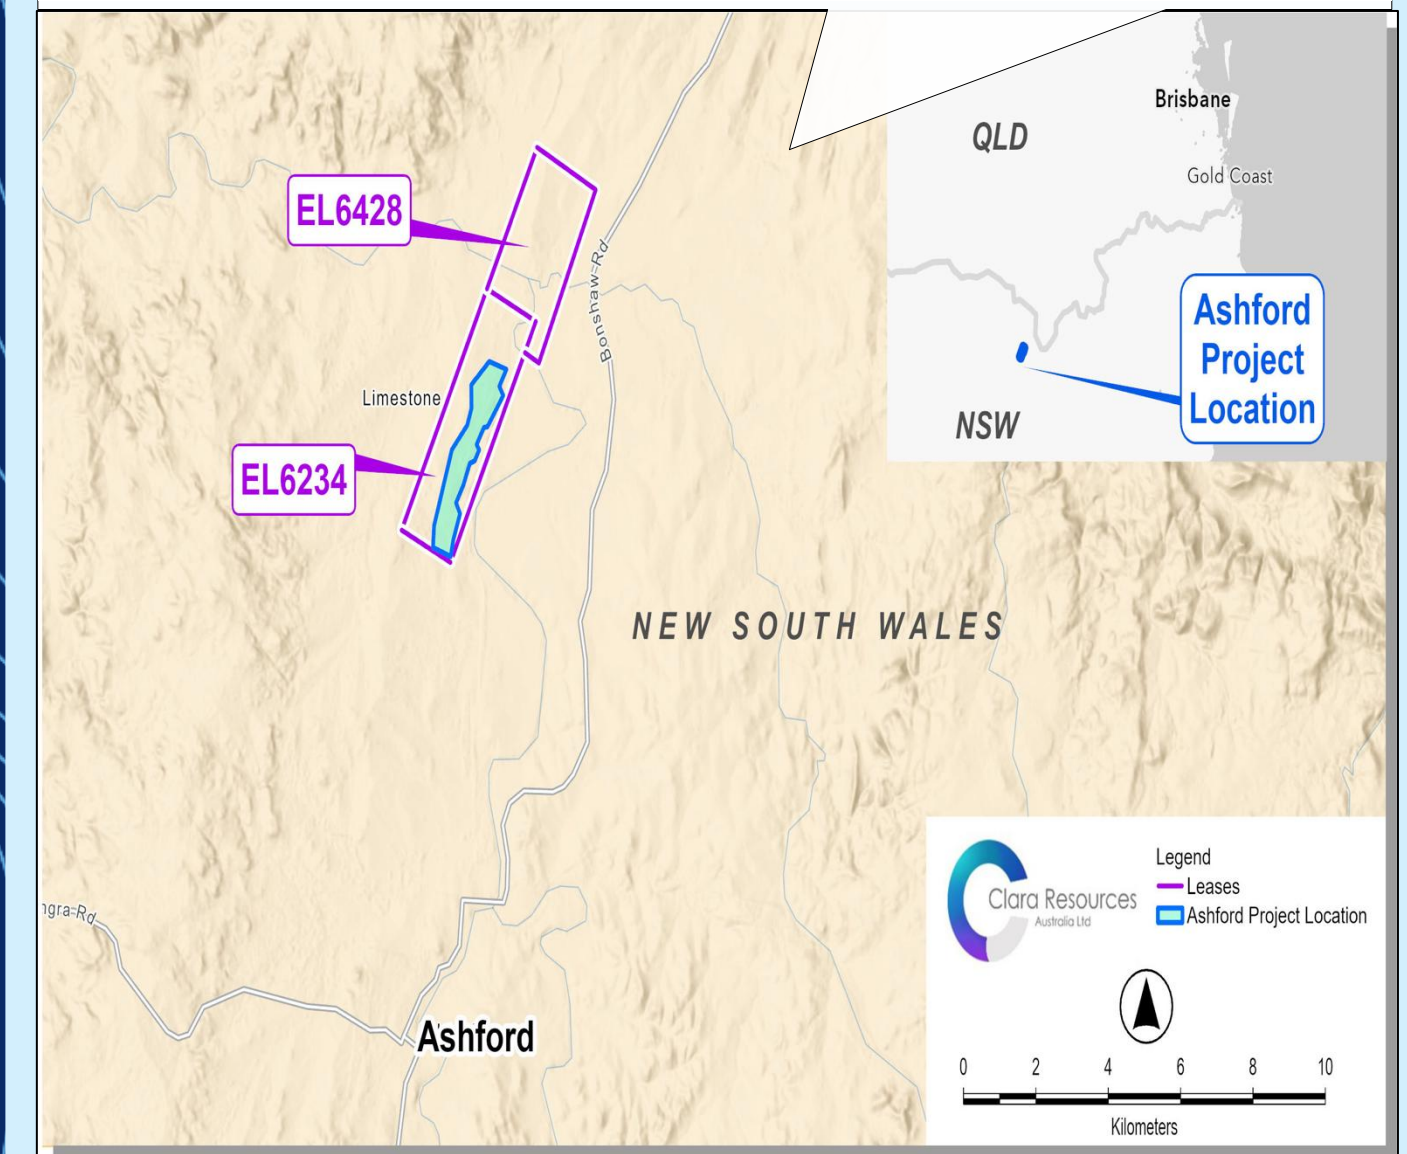 Brisbane
QLD
Gold Coast
EL6428
Bonshaw Rd
Ashford
Project
Location
Limestone
NSW
EL6234
NEW SOUTH WALES
Clara Resources
Australia Ltd
Legend
Leases
Ashford Project Location
ngra Rd
Ashford
0 2 4 6 8 10
Kilometers